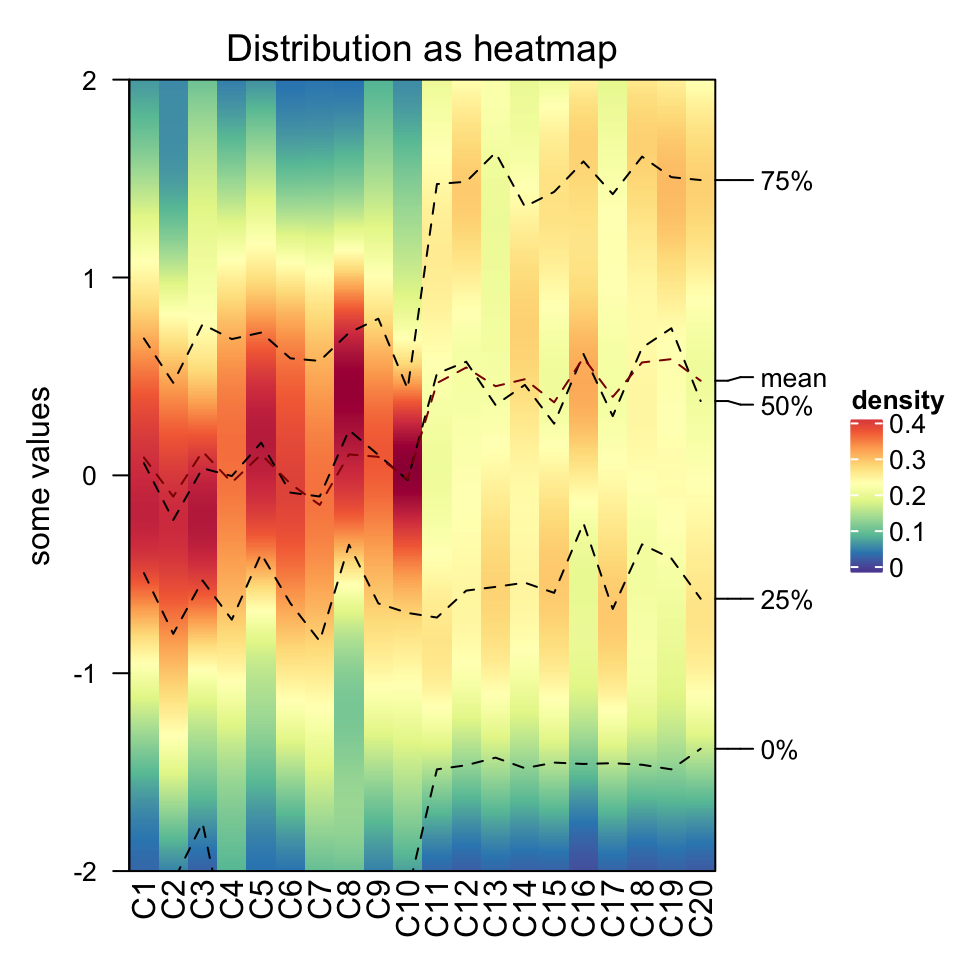 Distribution as heatmap
some values
2
1
0
-1
-2
75%
mean
50%
25%
0%
density
0.4
0.3
0.2
0.1
0
C1
C2
C3
C4
C5
C6
C7
C8
C9
C10
C11
C12
C13
C14
C15
C16
C17
C18
C19
C20